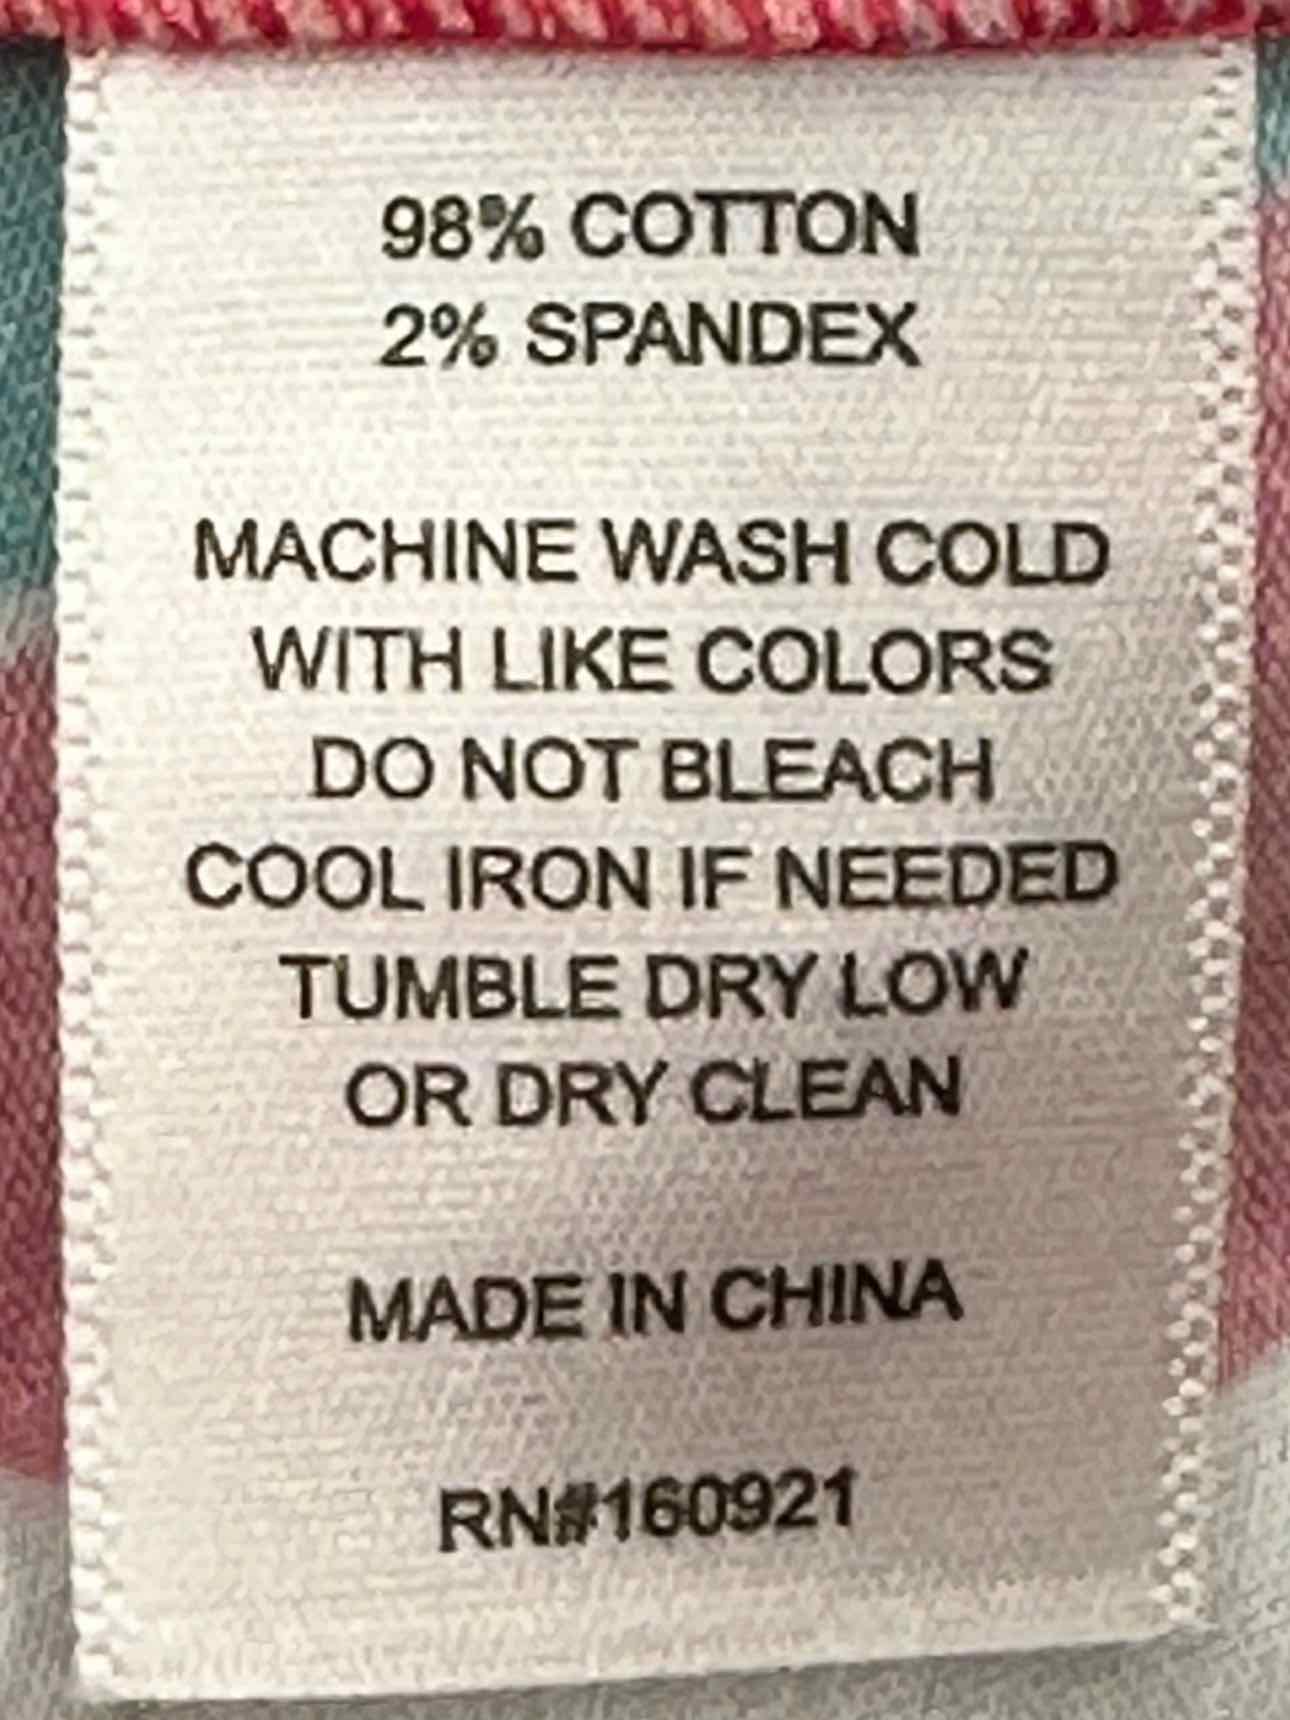 98% COTTON
2% SPANDEX
MACHINE WASH COLD
WITH LIKE COLORS
DO NOT BLEACH
COOL IRON IF NEEDED
TUMBLE DRY LOW
OR DRY CLEAN
MADE IN CHINA
RN#160921